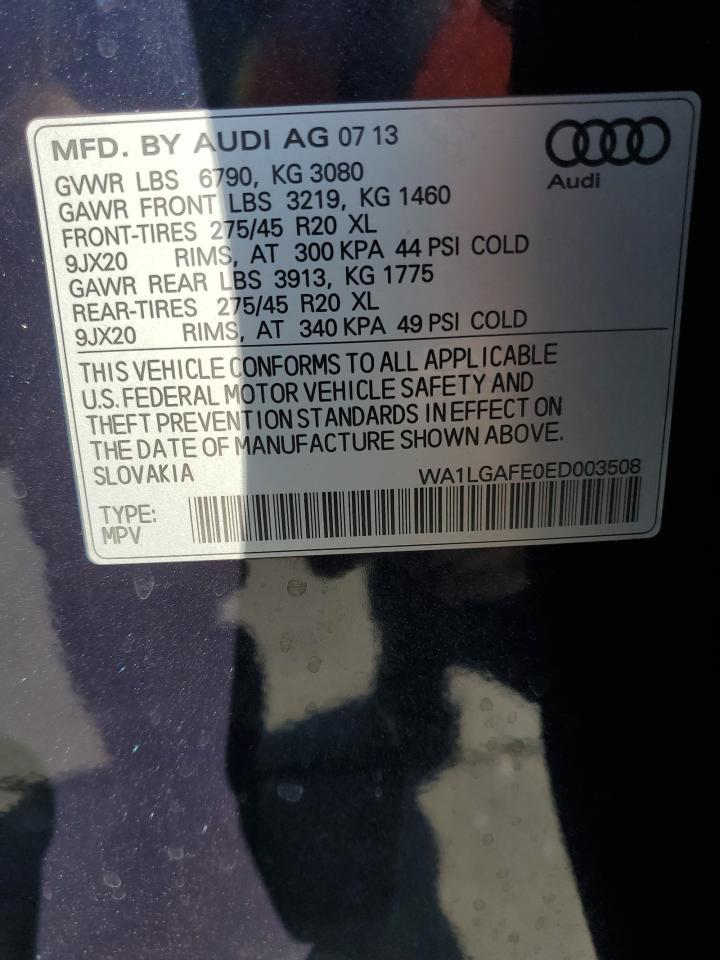 MFD. BY AUDI AG 07 13
Audi
GVWR LBS 6790, KG 3080
GAWR FRONT LBS 3219, KG 1460
FRONT-TIRES 275/45 R20 XL
9JX20 RIMS, AT 300 KPA 44 PSI COLD
GAWR REAR LBS 3913, KG 1775
REAR-TIRES 275/45 R20 XL
9JX20 RIMS, AT 340 KPA 49 PSI COLD
THIS VEHICLE CONFORMS TO ALL APPLICABLE
U.S. FEDERAL MOTOR VEHICLE SAFETY AND
THEFT PREVENTION STANDARDS IN EFFECT ON
THE DATE OF MANUFACTURE SHOWN ABOVE.
SLOVAKIA WA1LGAFE0ED003508
TYPE:
MPV